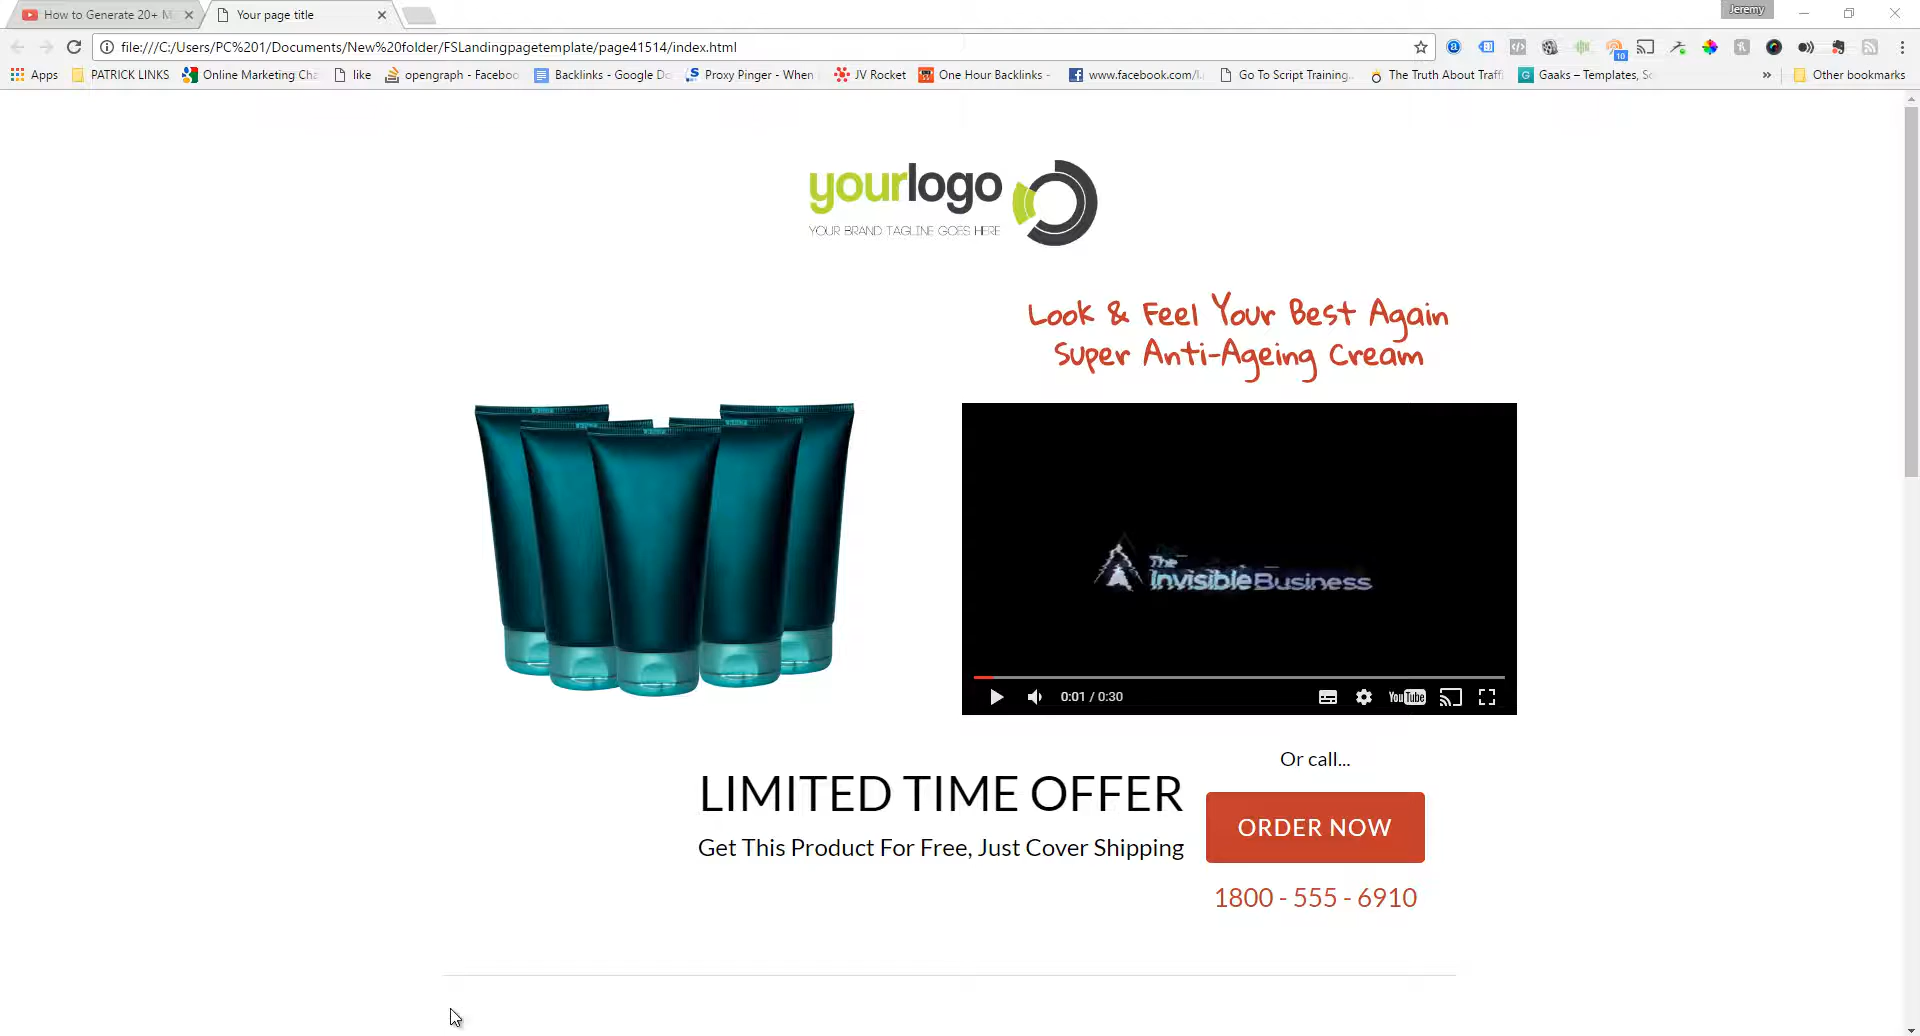 How to Generate 20+ M
Your page title
Jeremy
file:///C:/Users/PC%201/Documents/New%20folder/FSLandingpagetemplate/page41514/index.html
10
Apps
PATRICK LINKS
Online Marketing Cha
like
opengraph - Faceboo
Backlinks - Google Do
Proxy Pinger - When
JV Rocket
One Hour Backlinks -
www.facebook.com/l
Go To Script Training
The Truth About Traff
Gaaks – Templates, Sc
»
Other bookmarks
yourlogo
YOUR BRAND TAGLINE GOES HERE
Look & Feel Your Best Again
Super Anti-Ageing Cream
The
InvisibleBusiness
0:01 / 0:30
YouTube
Or call...
LIMITED TIME OFFER
ORDER NOW
Get This Product For Free, Just Cover Shipping
1800 - 555 - 6910